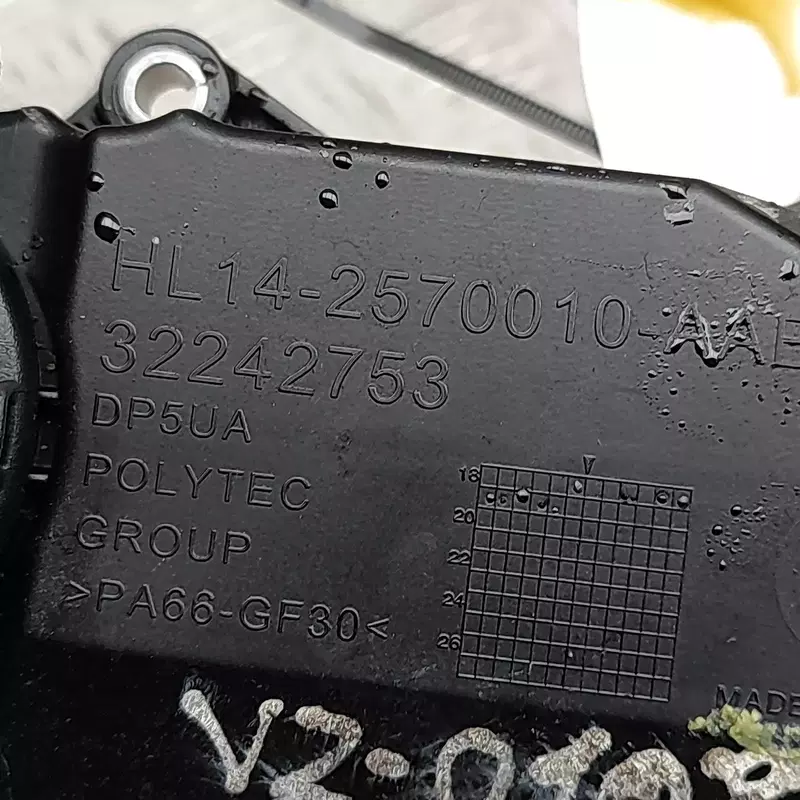 HL14-2570010-AAE
32242753
DP5UA
POLYTEC
GROUP
>PA66-GF30<
18
20
22
24
26
MADE